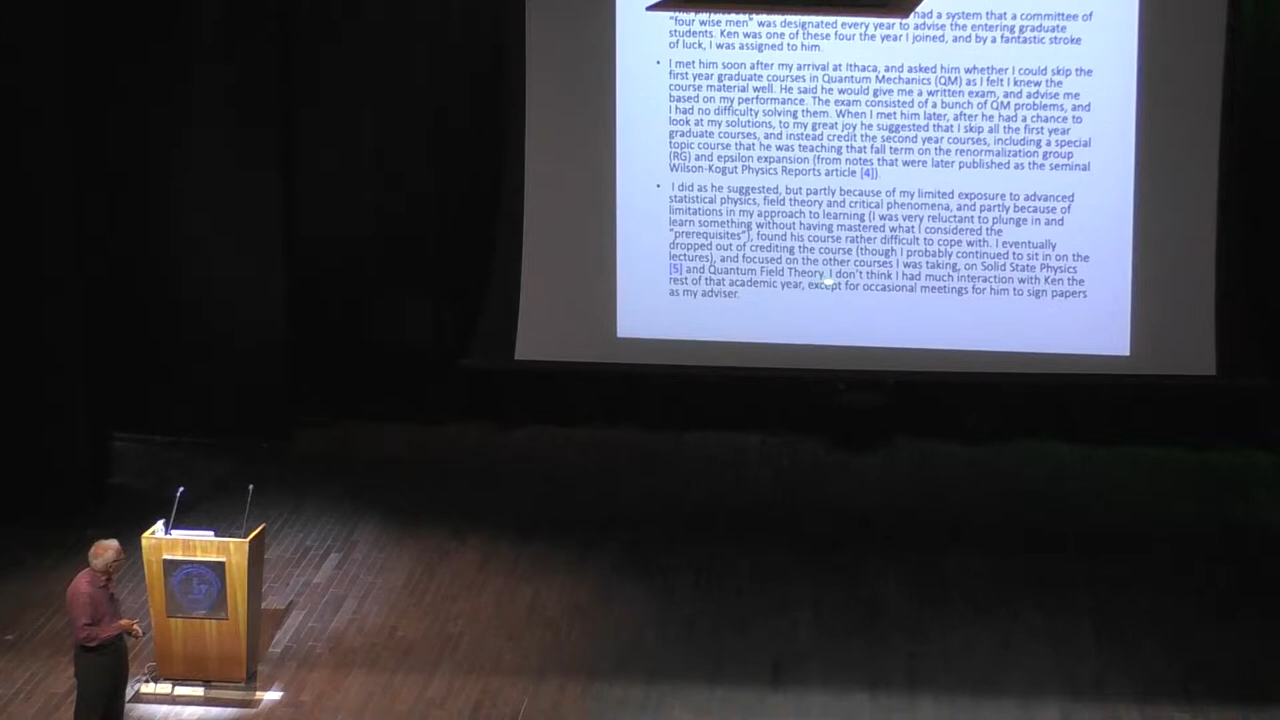 had a system that a committee of
"four wise men" was designated every year to advise the entering graduate
students. Ken was one of these four the year I joined, and by a fantastic stroke
of luck, I was assigned to him.
• I met him soon after my arrival at Ithaca, and asked him whether I could skip the
first year graduate courses in Quantum Mechanics (QM) as I felt I knew the
course material well. He said he would give me a written exam, and advise me
based on my performance. The exam consisted of a bunch of QM problems, and
I had no difficulty solving them. When I met him later, after he had a chance to
look at my solutions, to my great joy he suggested that I skip all the first year
graduate courses, and instead credit the second year courses, including a special
topic course that he was teaching that fall term on the renormalization group
(RG) and epsilon expansion (from notes that were later published as the seminal
Wilson-Kogut Physics Reports article [4]).
• I did as he suggested, but partly because of my limited exposure to advanced
statistical physics, field theory and critical phenomena, and partly because of
limitations in my approach to learning (I was very reluctant to plunge in and
learn something without having mastered what I considered the
"prerequisites"), found his course rather difficult to cope with. I eventually
dropped out of crediting the course (though I probably continued to sit in on the
lectures), and focused on the other courses I was taking, on Solid State Physics
[5] and Quantum Field Theory. I don't think I had much interaction with Ken the
rest of that academic year, except for occasional meetings for him to sign papers
as my adviser.